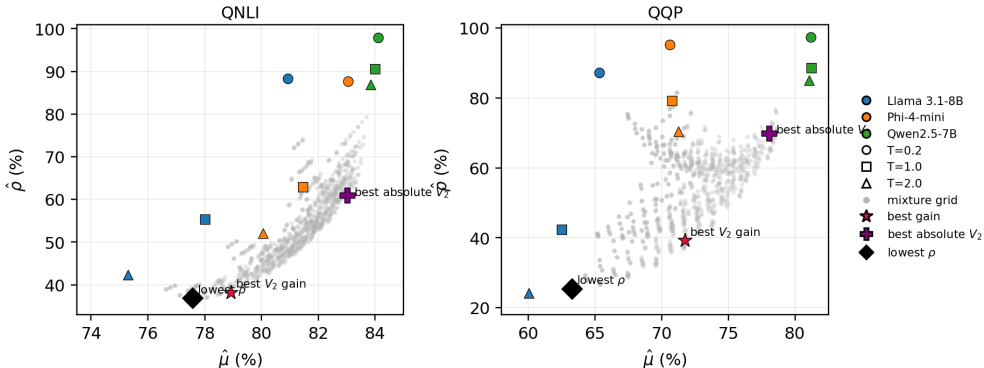 QNLI
100
90
80
70
60
50
40
74
76
78
80
82
84
ρ̂ (%)
μ̂ (%)
best absolute V₂
best V₂ gain
lowest ρ
QQP
100
80
60
40
20
60
65
70
75
80
ρ̂ (%)
μ̂ (%)
best absolute V₂
best V₂ gain
lowest ρ
Llama 3.1-8B
Phi-4-mini
Qwen2.5-7B
T=0.2
T=1.0
T=2.0
mixture grid
best gain
best absolute V₂
lowest ρ